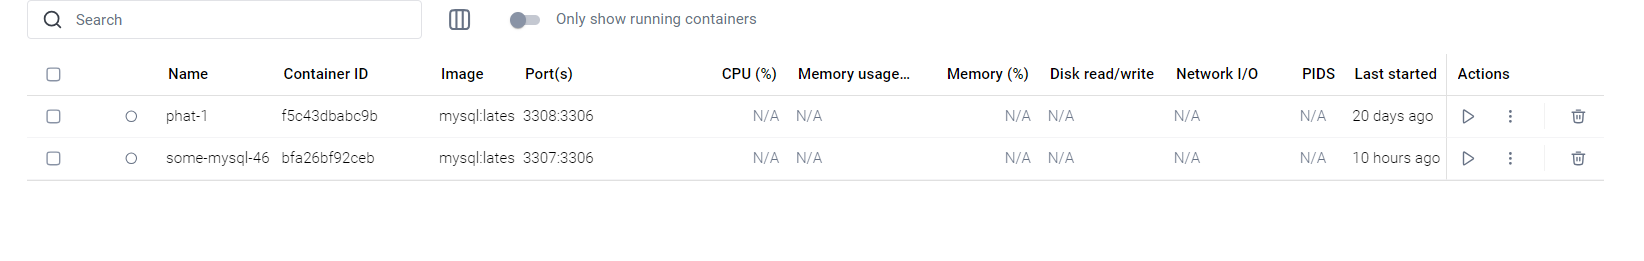 Search Only show running containers
Name Container ID Image Port(s) CPU (%) Memory usage... Memory (%) Disk read/write Network I/O PIDS Last started Actions
phat-1 f5c43dbabc9b mysql:lates 3308:3306 N/A N/A N/A N/A N/A N/A 20 days ago
some-mysql-46 bfa26bf92ceb mysql:lates 3307:3306 N/A N/A N/A N/A N/A N/A 10 hours ago